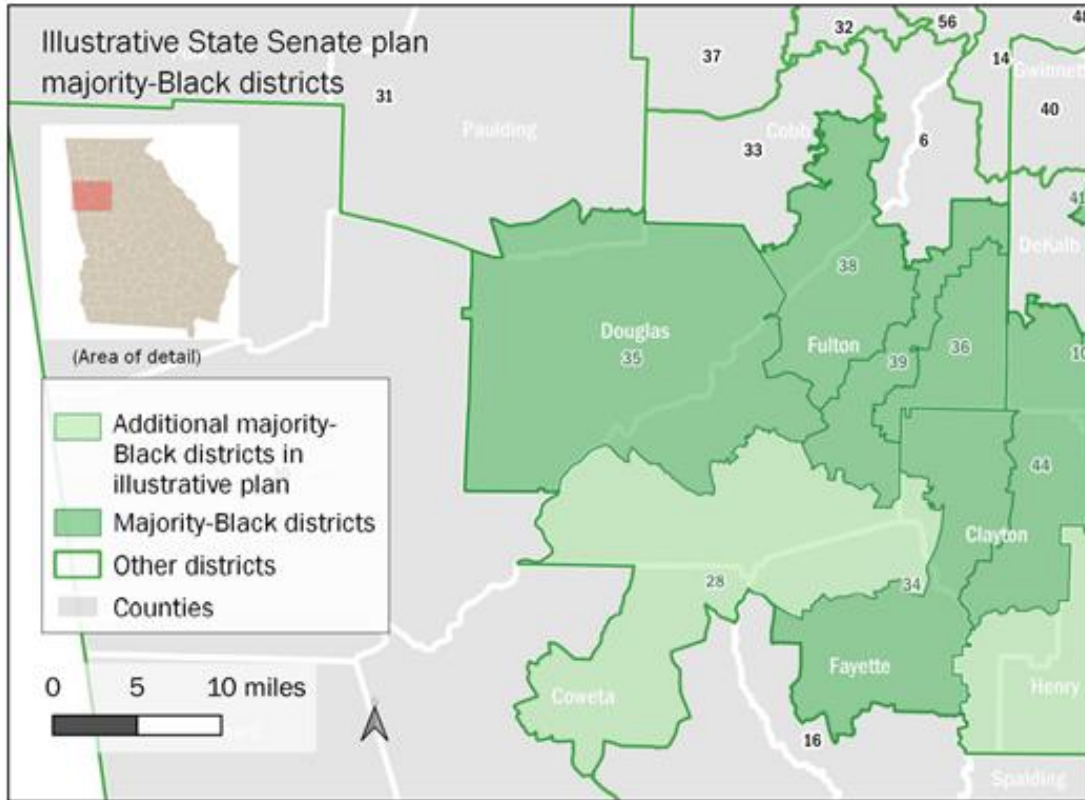 Illustrative State Senate plan
majority-Black districts
31
37
32
56
48
14
Gwinnett
40
Paulding
Cobb
33
6
41
DeKalb
38
Douglas
35
Fulton
39
36
10
(Area of detail)
Additional majority-
Black districts in
illustrative plan
Majority-Black districts
Other districts
Counties
44
Clayton
28
34
Fayette
Coweta
Henry
16
Spalding
0 5 10 miles